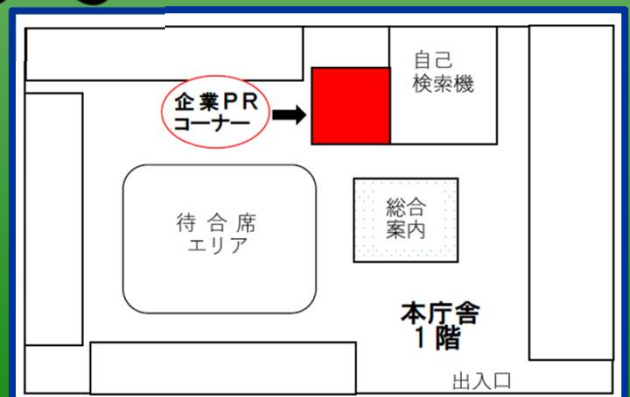 自己
検索機
企業PR
コーナー
待合席
エリア
総合
案内
本庁舎
1階
出入口